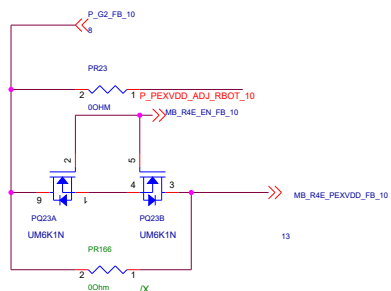 P_G2_FB_10
8
PR23
2
1
P_PEXVDD_ADJ_RBOT_10
0OHM
MB_R4E_EN_FB_10
2
5
6
1
4
3
MB_R4E_PEXVDD_FB_10
PQ23A
PQ23B
UM6K1N
UM6K1N
13
PR166
2
1
0Ohm
/X